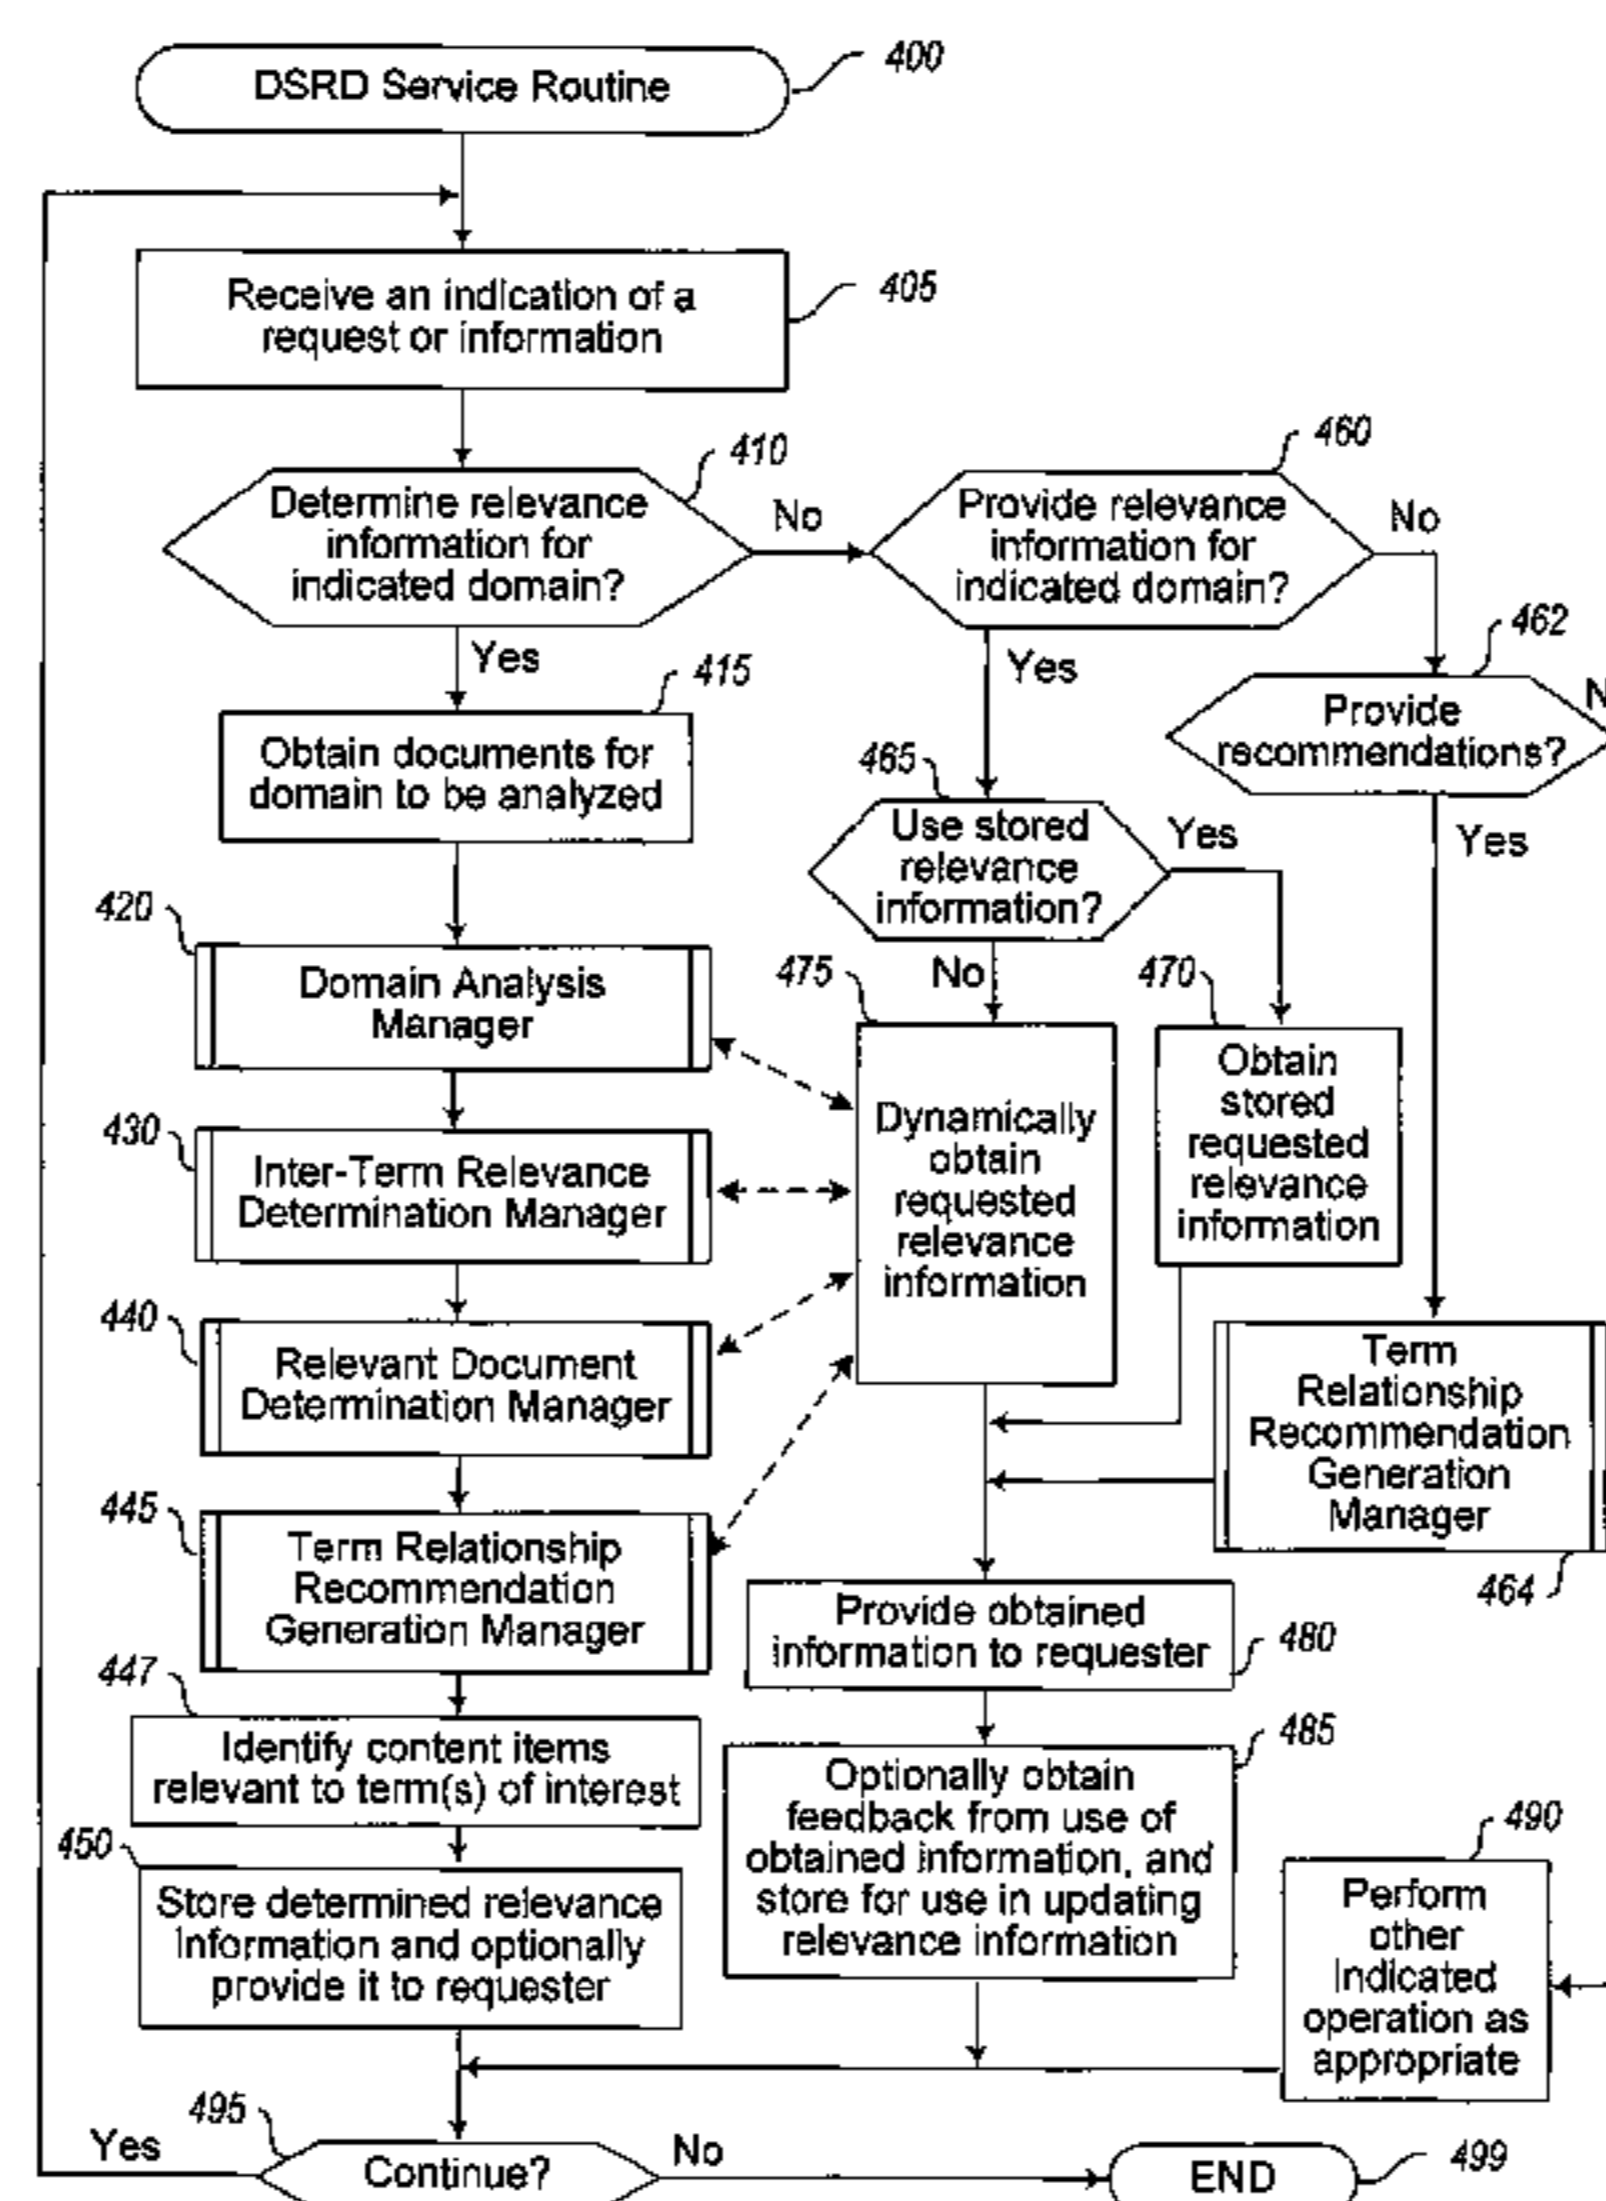 DSRD Service Routine
400
Receive an indication of a
request or information
405
Determine relevance
information for
indicated domain?
410
No
Yes
Provide relevance
information for
indicated domain?
460
No
Yes
462
Provide
recommendations?
Yes
415
Obtain documents for
domain to be analyzed
465
Use stored
relevance
information?
Yes
No
420
Domain Analysis
Manager
475
Dynamically
obtain
requested
relevance
information
470
Obtain
stored
requested
relevance
information
430
Inter-Term Relevance
Determination Manager
440
Relevant Document
Determination Manager
Term
Relationship
Recommendation
Generation
Manager
464
445
Term Relationship
Recommendation
Generation Manager
Provide obtained
information to requester
480
447
Identify content items
relevant to term(s) of interest
485
Optionally obtain
feedback from use of
obtained information, and
store for use in updating
relevance information
450
Store determined relevance
information and optionally
provide it to requester
490
Perform
other
indicated
operation as
appropriate
495
Continue?
Yes
No
END
499